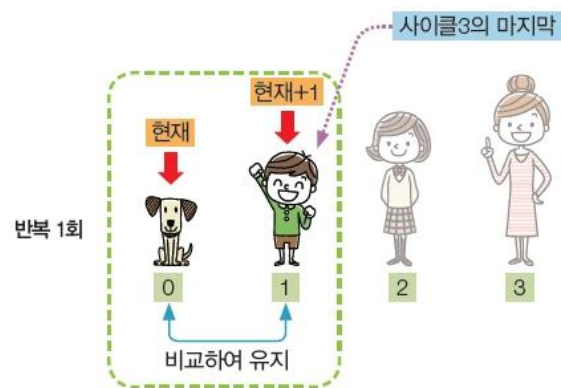 사이클3의 마지막
현재+1
현재
반복 1회
0 1 2 3
비교하여 유지